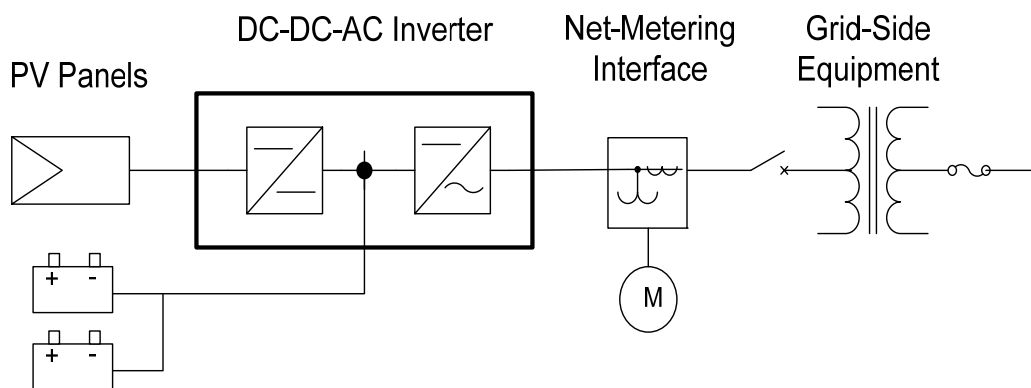 DC-DC-AC Inverter
Net-Metering
Interface
Grid-Side
Equipment
PV Panels
+ -
+ -
M